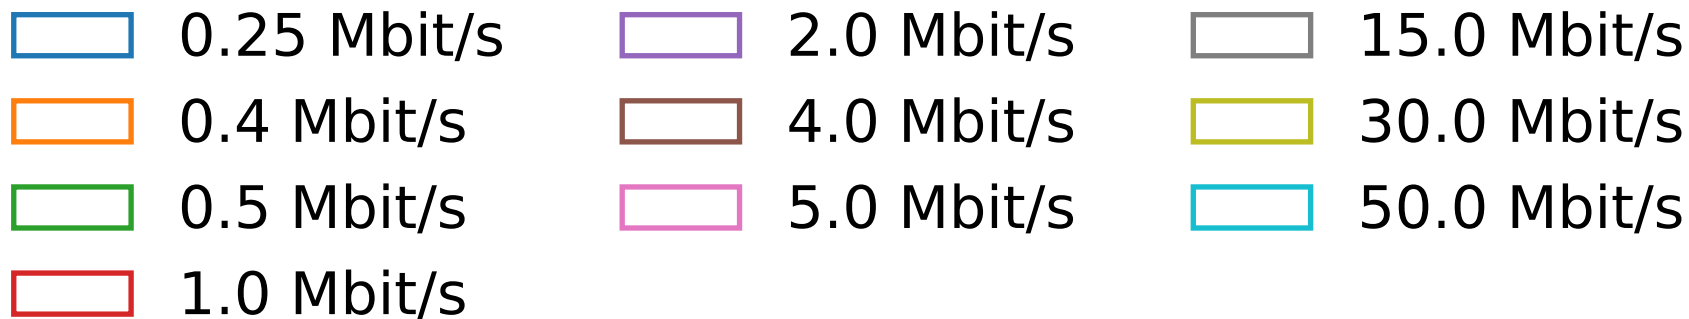 0.25 Mbit/s
0.4 Mbit/s
0.5 Mbit/s
1.0 Mbit/s
2.0 Mbit/s
4.0 Mbit/s
5.0 Mbit/s
15.0 Mbit/s
30.0 Mbit/s
50.0 Mbit/s